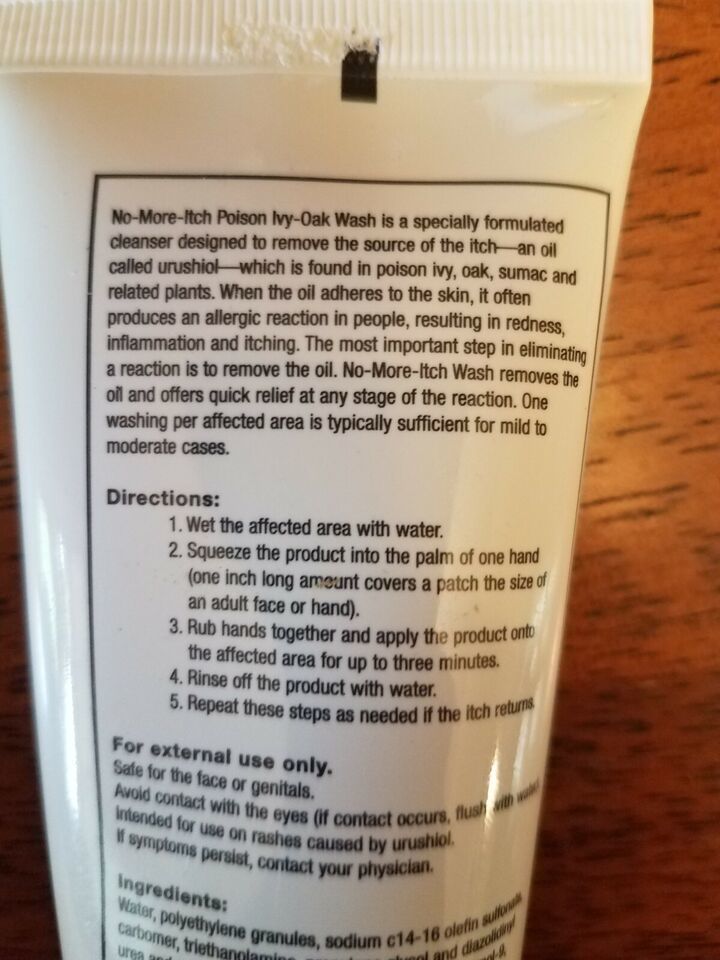 No-More-Itch Poison Ivy-Oak Wash is a specially formulated
cleanser designed to remove the source of the itch—an oil
called urushiol—which is found in poison ivy, oak, sumac and
related plants. When the oil adheres to the skin, it often
produces an allergic reaction in people, resulting in redness,
inflammation and itching. The most important step in eliminating
a reaction is to remove the oil. No-More-Itch Wash removes the
oil and offers quick relief at any stage of the reaction. One
washing per affected area is typically sufficient for mild to
moderate cases.
Directions:
1. Wet the affected area with water.
2. Squeeze the product into the palm of one hand
(one inch long amount covers a patch the size of
an adult face or hand).
3. Rub hands together and apply the product onto
the affected area for up to three minutes.
4. Rinse off the product with water.
5. Repeat these steps as needed if the itch returns.
For external use only.
Safe for the face or genitals.
Avoid contact with the eyes (if contact occurs, flush with water).
Intended for use on rashes caused by urushiol.
If symptoms persist, contact your physician.
Ingredients:
Water, polyethylene granules, sodium c14-16 olefin sulfonate,
carbomer, triethanolamine, glycol and diazolidinyl
urea and